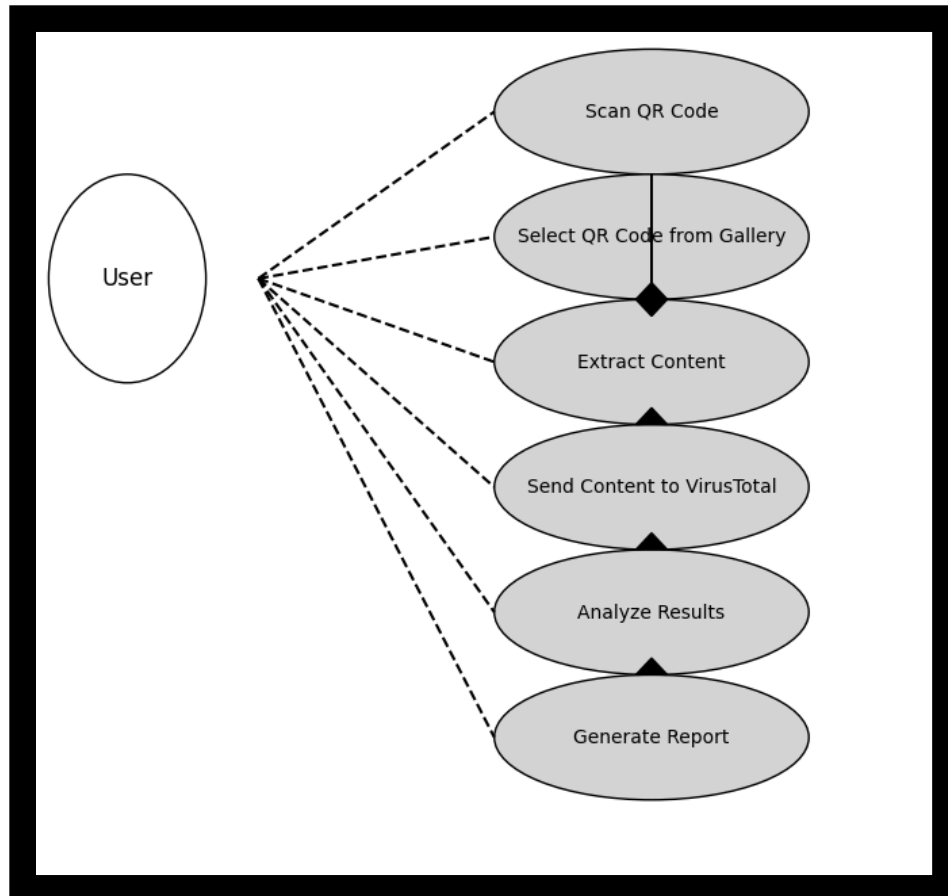 Scan QR Code
Select QR Code from Gallery
User
Extract Content
Send Content to VirusTotal
Analyze Results
Generate Report